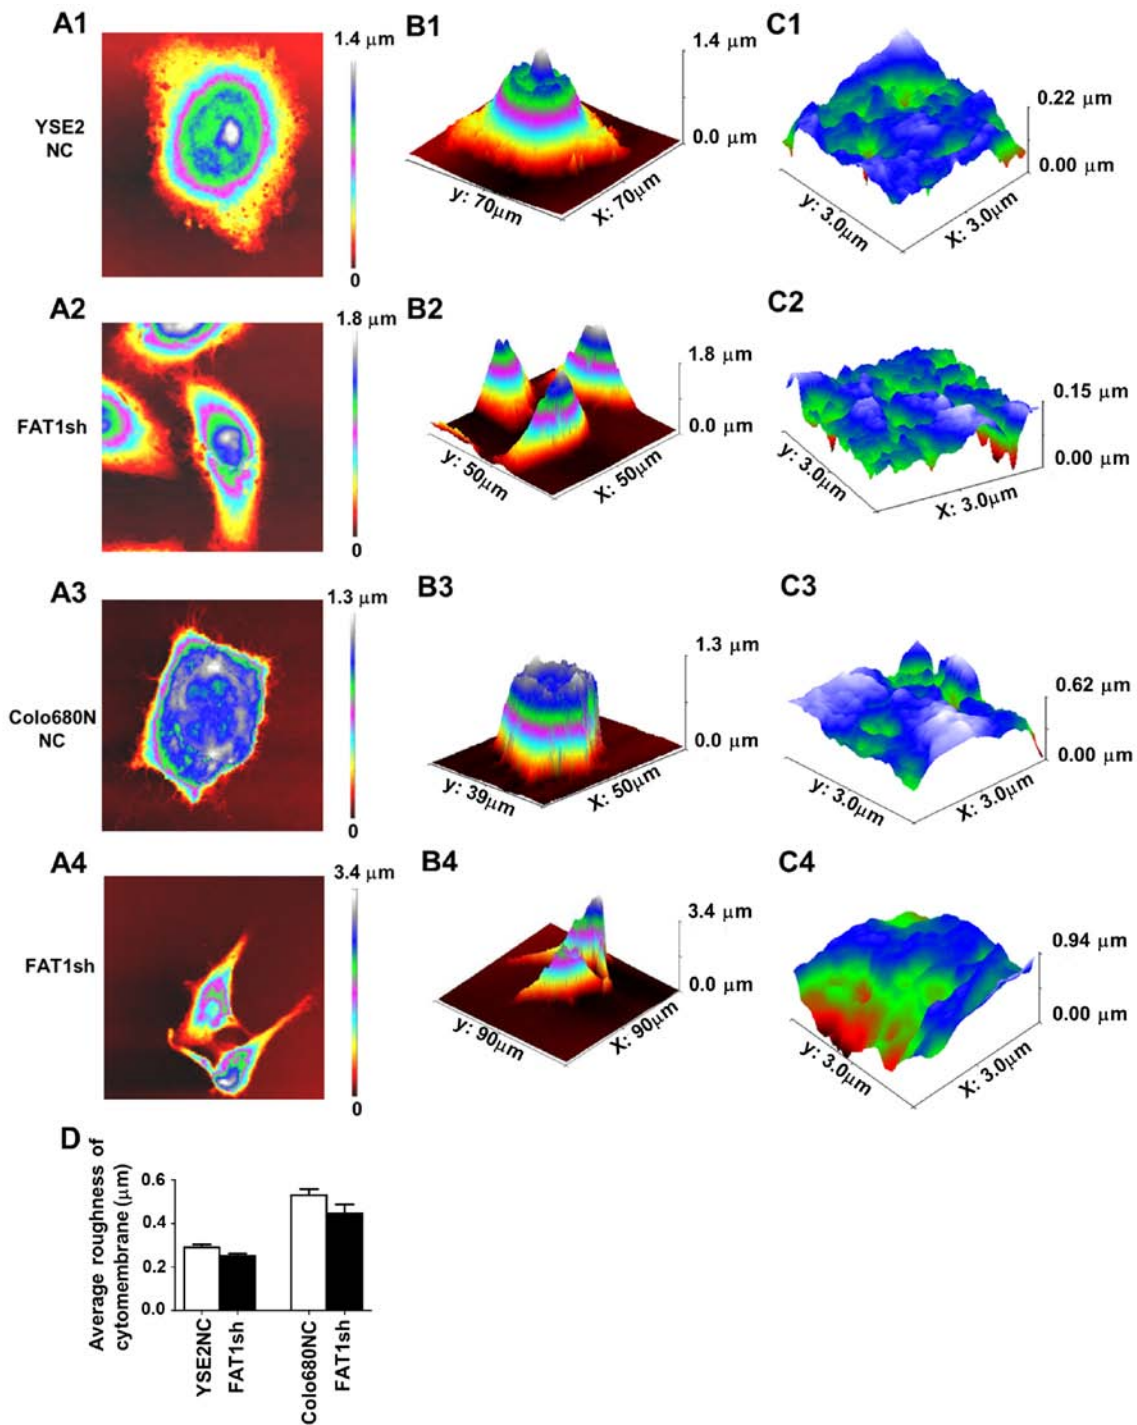 A1
1.4 μm
0
YSE2
NC
B1
1.4 μm
0.0 μm
y: 70μm
X: 70μm
C1
0.22 μm
0.00 μm
y: 3.0μm
X: 3.0μm
A2
1.8 μm
0
FAT1sh
B2
1.8 μm
0.0 μm
y: 50μm
X: 50μm
C2
0.15 μm
0.00 μm
y: 3.0μm
X: 3.0μm
A3
1.3 μm
0
Colo680N
NC
B3
1.3 μm
0.0 μm
y: 39μm
X: 50μm
C3
0.62 μm
0.00 μm
y: 3.0μm
X: 3.0μm
A4
3.4 μm
0
FAT1sh
B4
3.4 μm
0.0 μm
y: 90μm
X: 90μm
C4
0.94 μm
0.00 μm
y: 3.0μm
X: 3.0μm
D
Average roughness of
cytomembrane (μm)
0.6
0.4
0.2
0.0
YSE2NC
FAT1sh
Colo680NC
FAT1sh